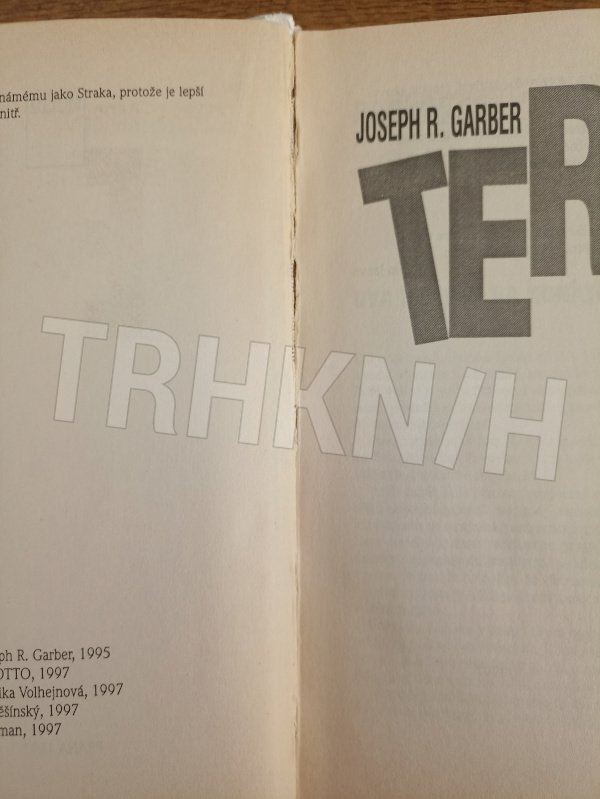 námému jako Straka, protože je lepší
nitř.
JOSEPH R. GARBER
TER
TRHKN/H
ph R. Garber, 1995
OTTO, 1997
ika Volhejnová, 1997
ěšínský, 1997
man, 1997